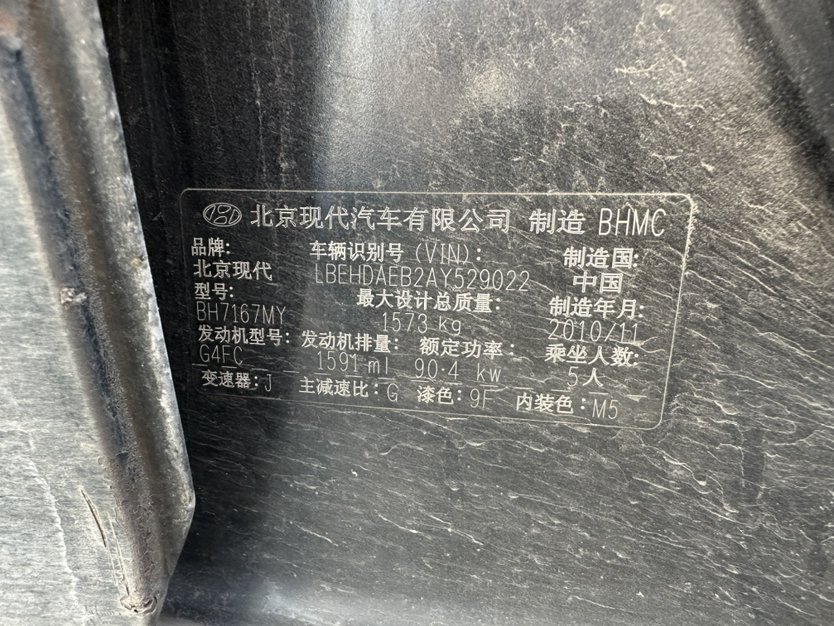 北京现代汽车有限公司 制造 BHMC
品牌: 车辆识别号(VIN): 制造国:
北京现代 LBEHDAEB2AY529022 中国
型号: 最大设计总质量: 制造年月:
BH7167MY 1573 kg 2010/11
发动机型号: 发动机排量: 额定功率: 乘坐人数:
G4FC 1591 ml 90.4 kw 5人
变速器:J 主减速比:G 漆色:9F 内装色:M5